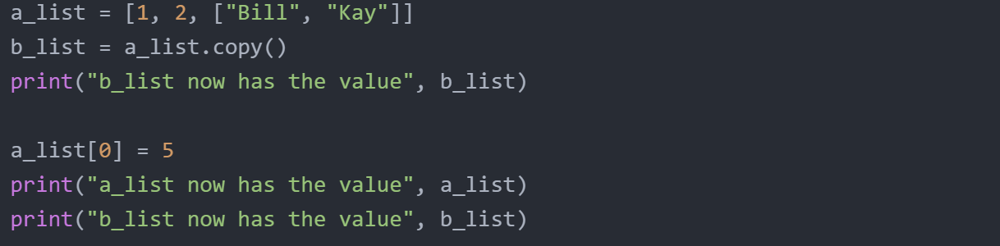 a_list = [1, 2, ["Bill", "Kay"]]
b_list = a_list.copy()
print("b_list now has the value", b_list)
a_list[0] = 5
print("a_list now has the value", a_list)
print("b_list now has the value", b_list)